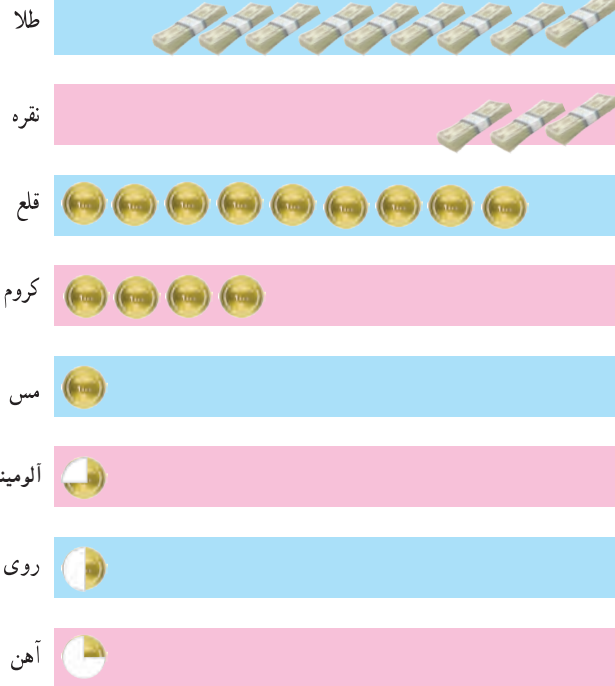 طلا
نقره
قلع
کروم
مس
روی
آهن